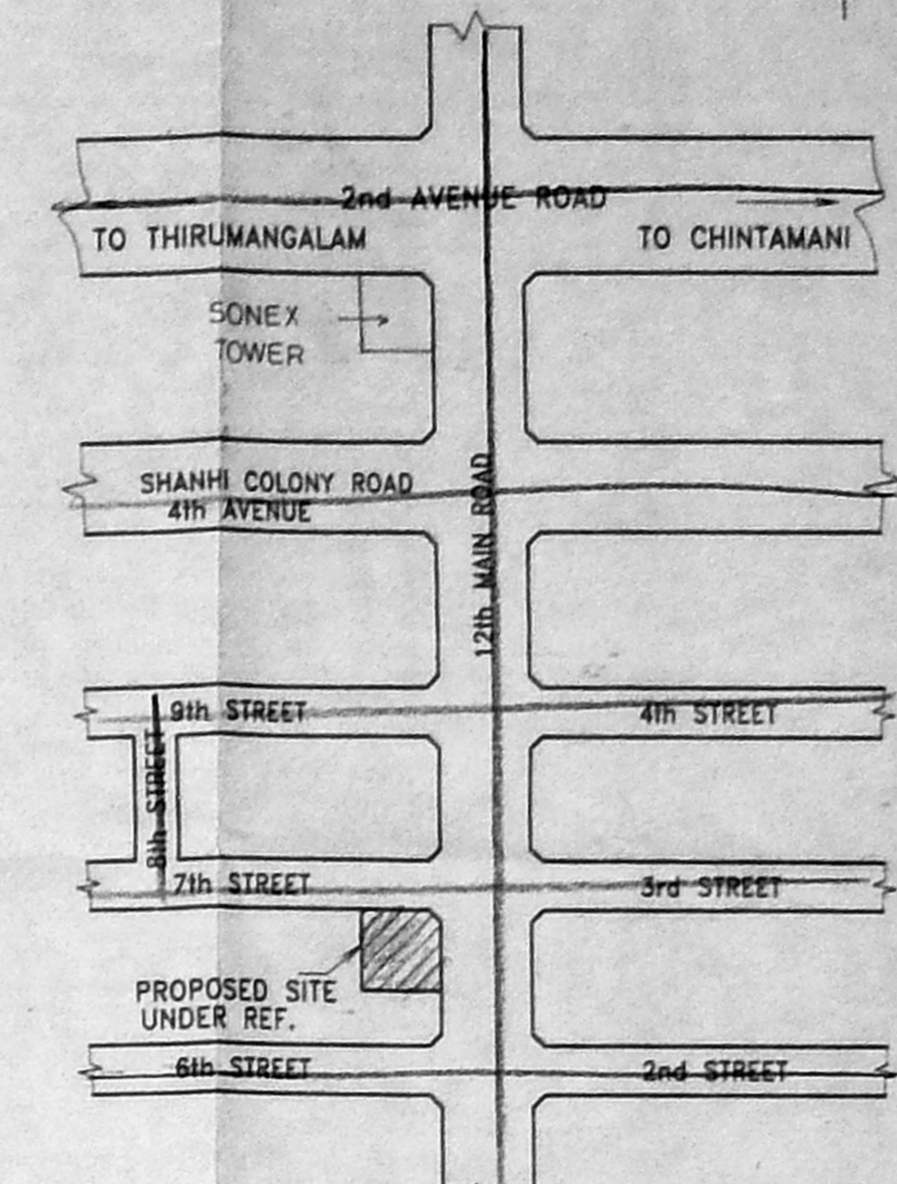 2nd AVENUE ROAD
TO THIRUMANGALAM
TO CHINTAMANI
SONEX
TOWER
SHANHI COLONY ROAD
4th AVENUE
12th MAIN ROAD
9th STREET
4th STREET
8th STREET
7th STREET
3rd STREET
PROPOSED SITE
UNDER REF.
6th STREET
2nd STREET